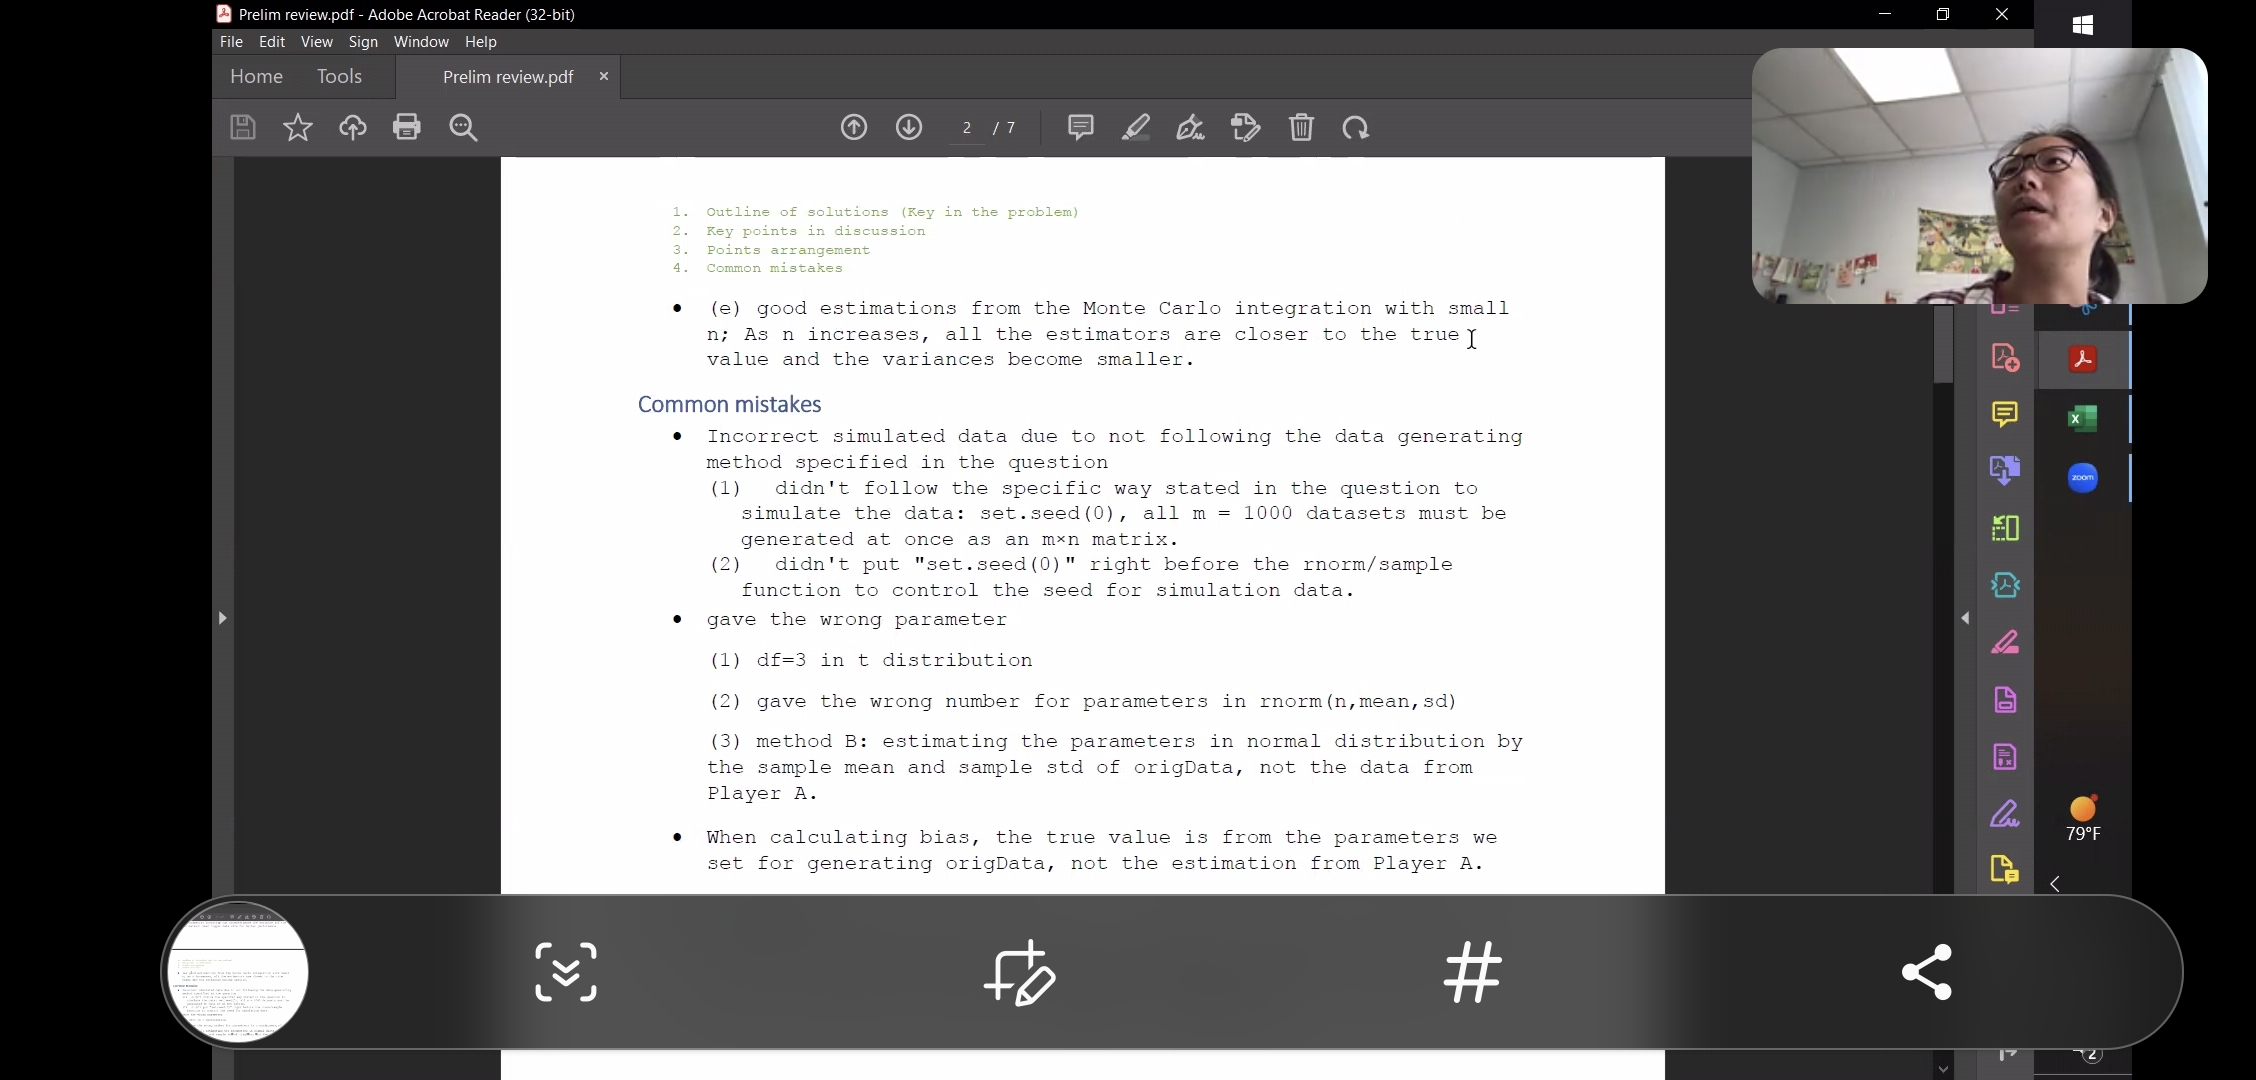 Prelim review.pdf - Adobe Acrobat Reader (32-bit)
File Edit View Sign Window Help
Home Tools Prelim review.pdf
2 / 7
1. Outline of solutions (Key in the problem)
2. Key points in discussion
3. Points arrangement
4. Common mistakes
• (e) good estimations from the Monte Carlo integration with small
n; As n increases, all the estimators are closer to the true
value and the variances become smaller.
Common mistakes
• Incorrect simulated data due to not following the data generating
method specified in the question
(1) didn't follow the specific way stated in the question to
simulate the data: set.seed(0), all m = 1000 datasets must be
generated at once as an m×n matrix.
(2) didn't put "set.seed(0)" right before the rnorm/sample
function to control the seed for simulation data.
• gave the wrong parameter
(1) df=3 in t distribution
(2) gave the wrong number for parameters in rnorm(n,mean,sd)
(3) method B: estimating the parameters in normal distribution by
the sample mean and sample std of origData, not the data from
Player A.
• When calculating bias, the true value is from the parameters we
set for generating origData, not the estimation from Player A.
zoom
79°F
2